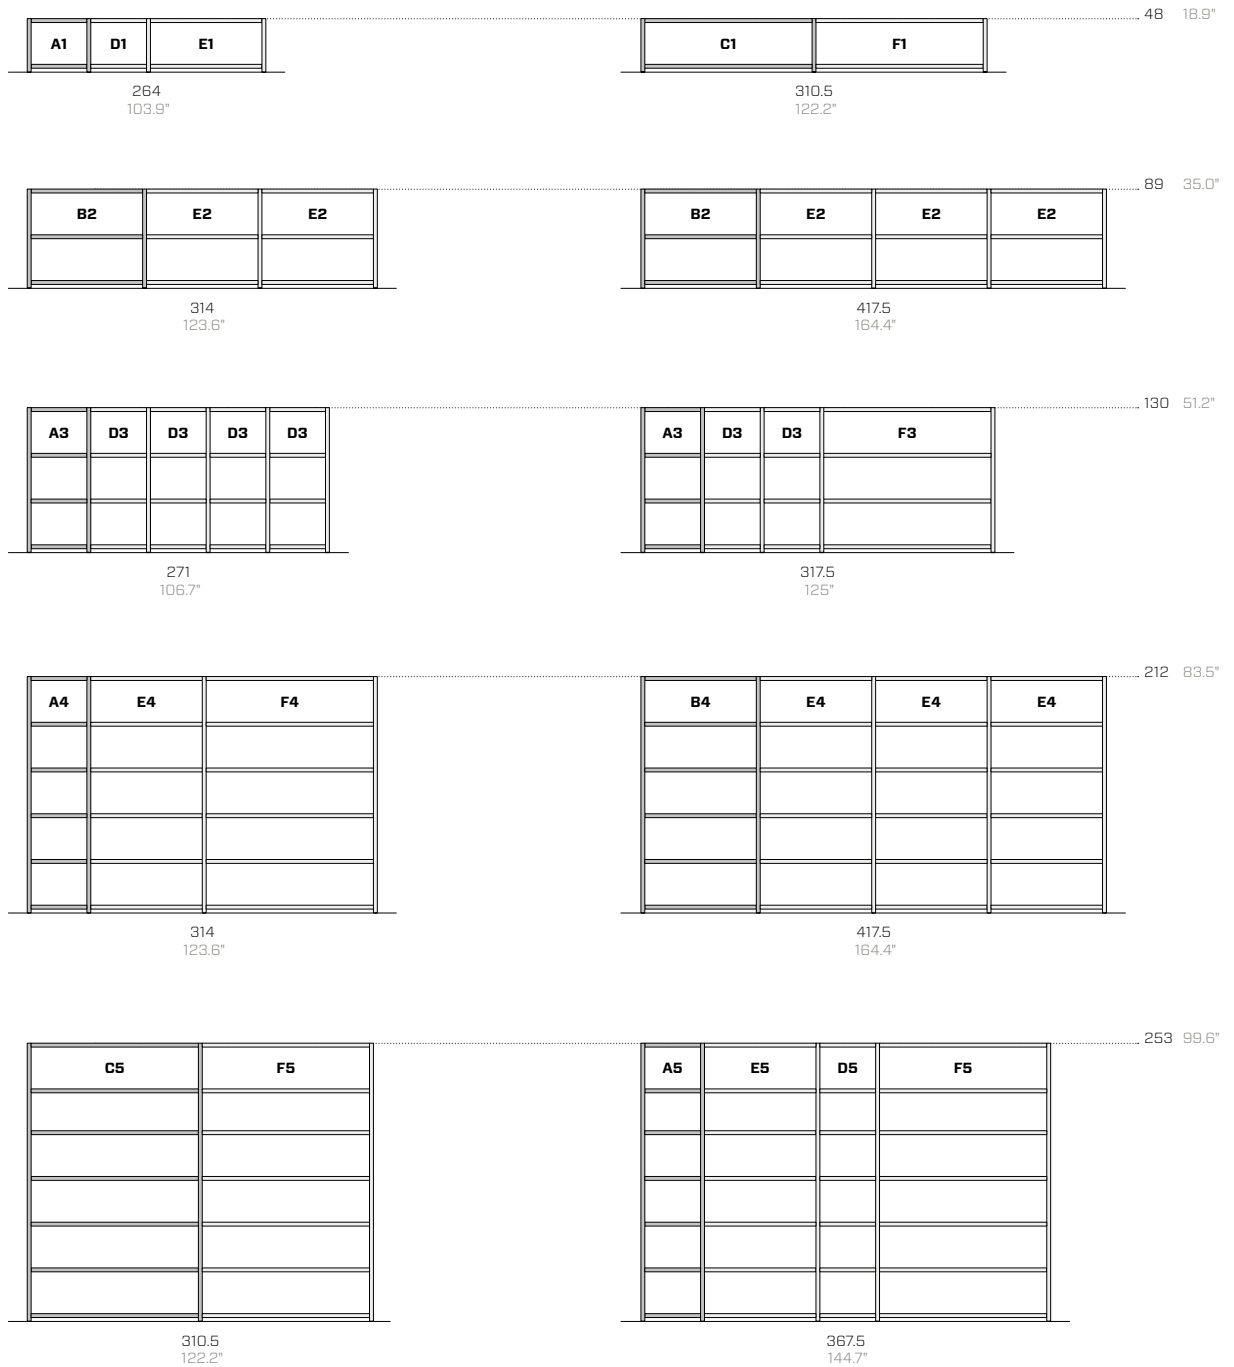 A1 D1 E1 C1 F1 48 18.9"
264 310.5
103.9" 122.2"
B2 E2 E2 B2 E2 E2 E2 89 35.0"
314 417.5
123.6" 164.4"
A3 D3 D3 D3 D3 A3 D3 D3 F3 130 51.2"
271 317.5
106.7" 125"
A4 E4 F4 B4 E4 E4 E4 212 83.5"
314 417.5
123.6" 164.4"
C5 F5 A5 E5 D5 F5 253 99.6"
310.5 367.5
122.2" 144.7"